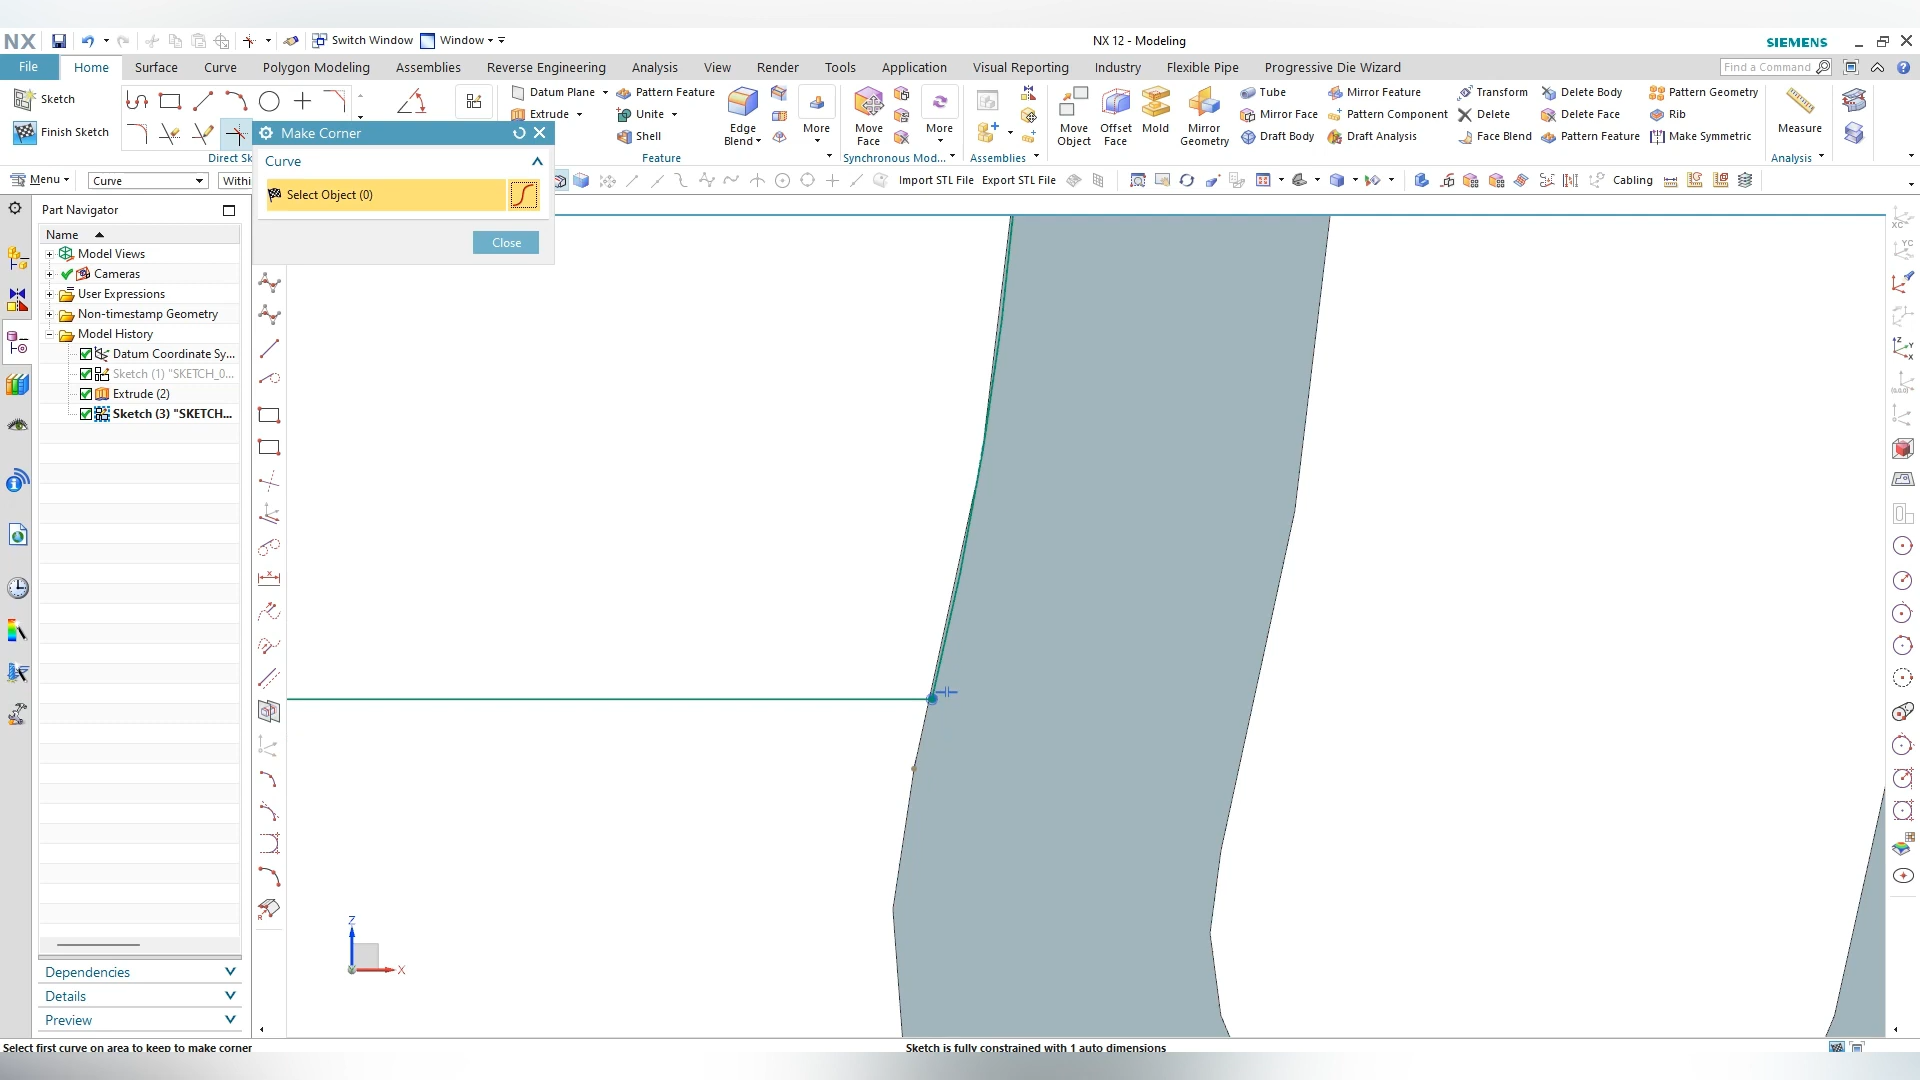 NX
Switch Window
Window
NX 12 - Modeling
SIEMENS
File
Home
Surface
Curve
Polygon Modeling
Assemblies
Reverse Engineering
Analysis
View
Render
Tools
Application
Visual Reporting
Industry
Flexible Pipe
Progressive Die Wizard
Find a Command
Sketch
Finish Sketch
Direct Sk
Datum Plane
Extrude
Pattern Feature
Unite
Shell
Edge
Blend
More
Feature
Move
Face
More
Synchronous Mod...
Assemblies
Move
Object
Offset
Face
Mold
Mirror
Geometry
Tube
Mirror Face
Draft Body
Mirror Feature
Pattern Component
Draft Analysis
Transform
Delete
Face Blend
Delete Body
Delete Face
Pattern Feature
Pattern Geometry
Rib
Make Symmetric
Measure
Analysis
Make Corner
Curve
Select Object (0)
Close
Menu
Curve
Withi
Import STL File
Export STL File
Cabling
Part Navigator
Name
Model Views
Cameras
User Expressions
Non-timestamp Geometry
Model History
Datum Coordinate Sy...
Sketch (1) "SKETCH_0...
Extrude (2)
Sketch (3) "SKETCH...
Dependencies
Details
Preview
Z
X
XC
YC
Select first curve on area to keep to make corner
Sketch is fully constrained with 1 auto dimensions